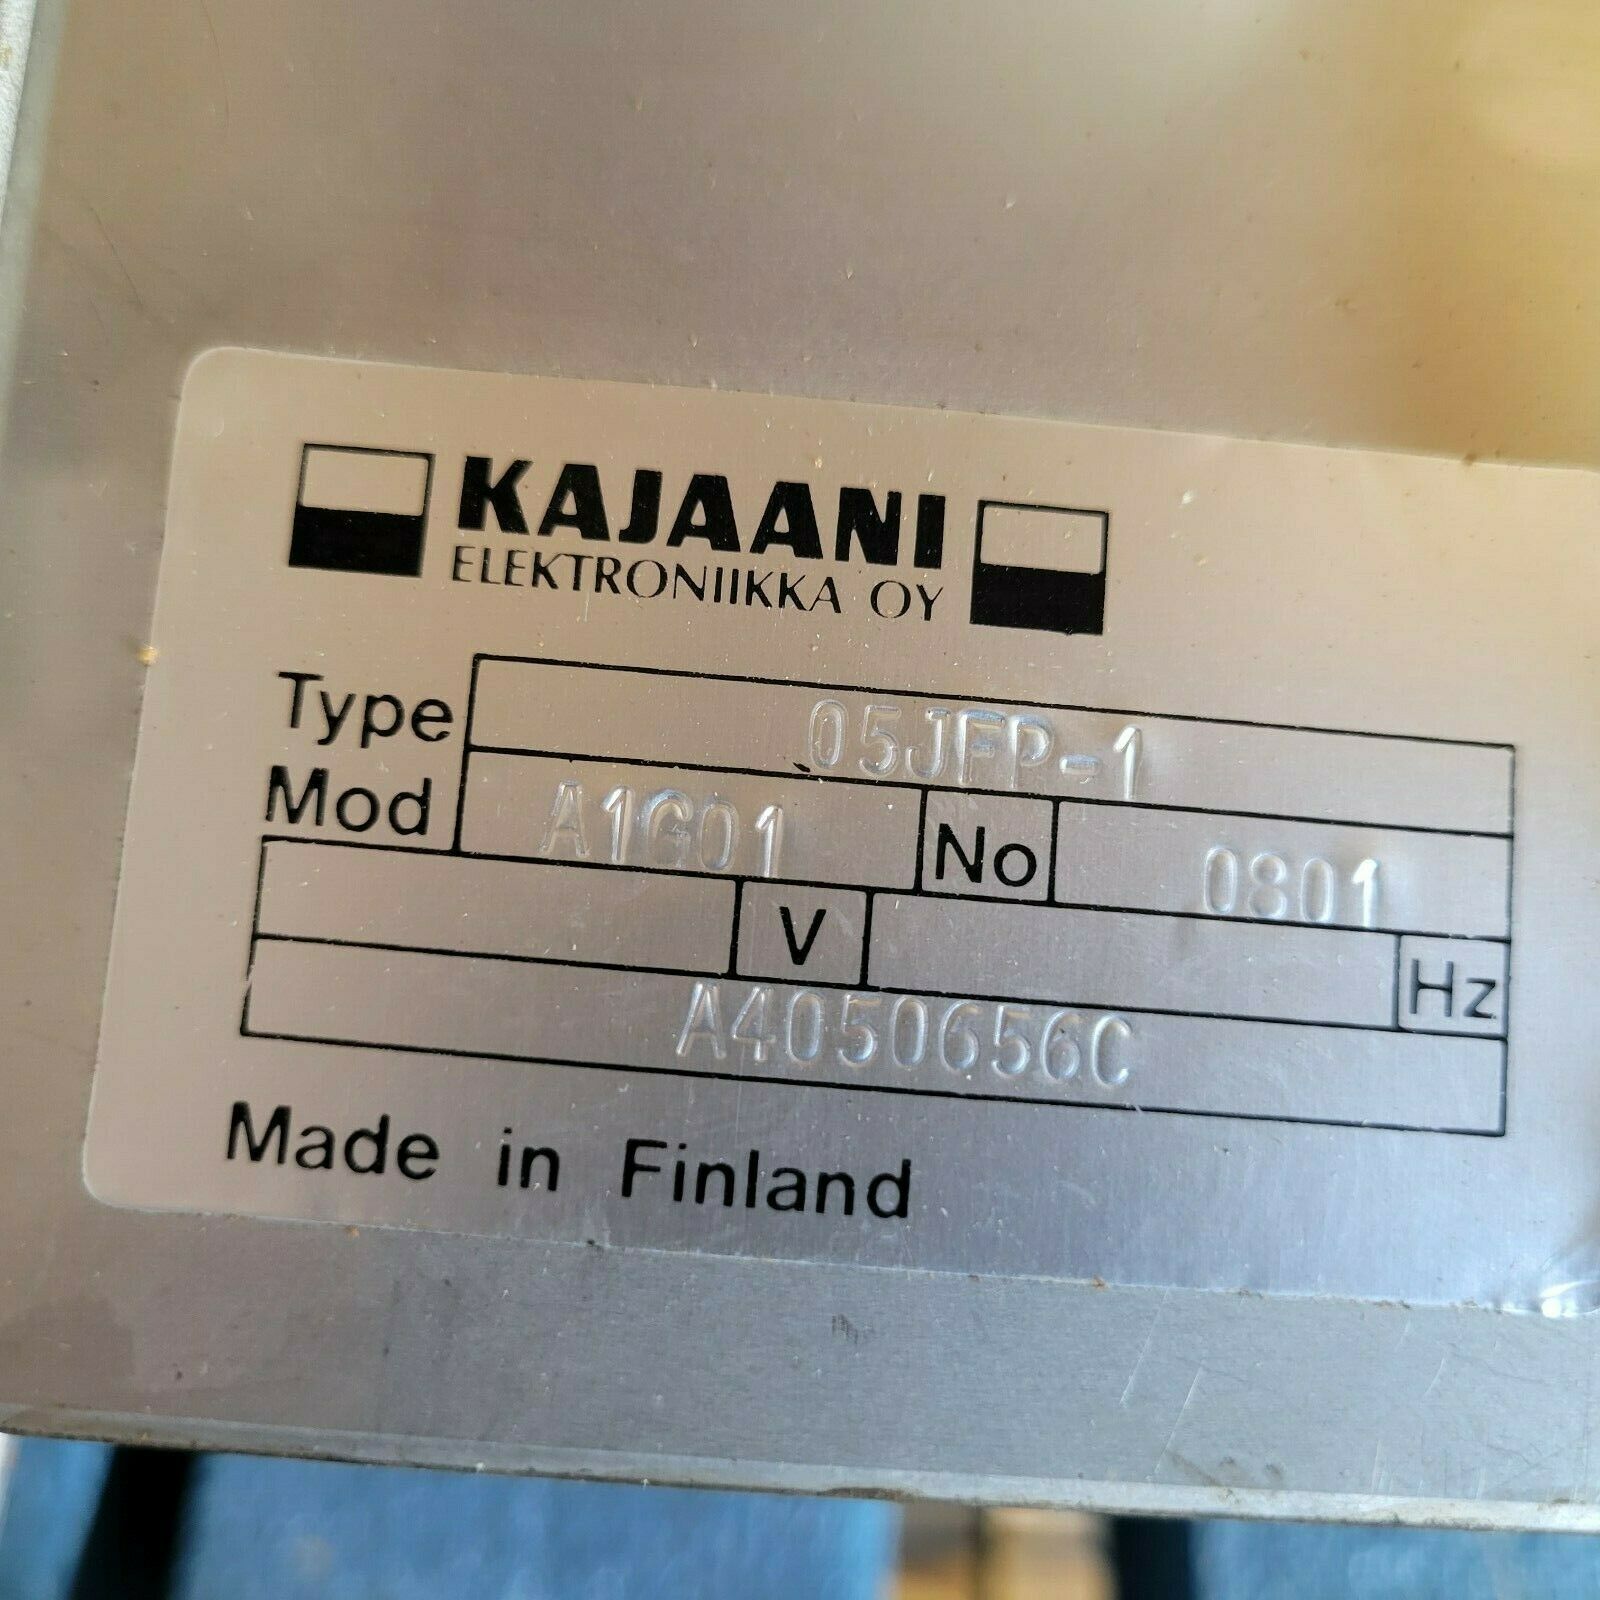 KAJAANI
ELEKTRONIIKKA OY
Type 05JFP-1
Mod A1G01 No 0801
V Hz
A4050656C
Made in Finland